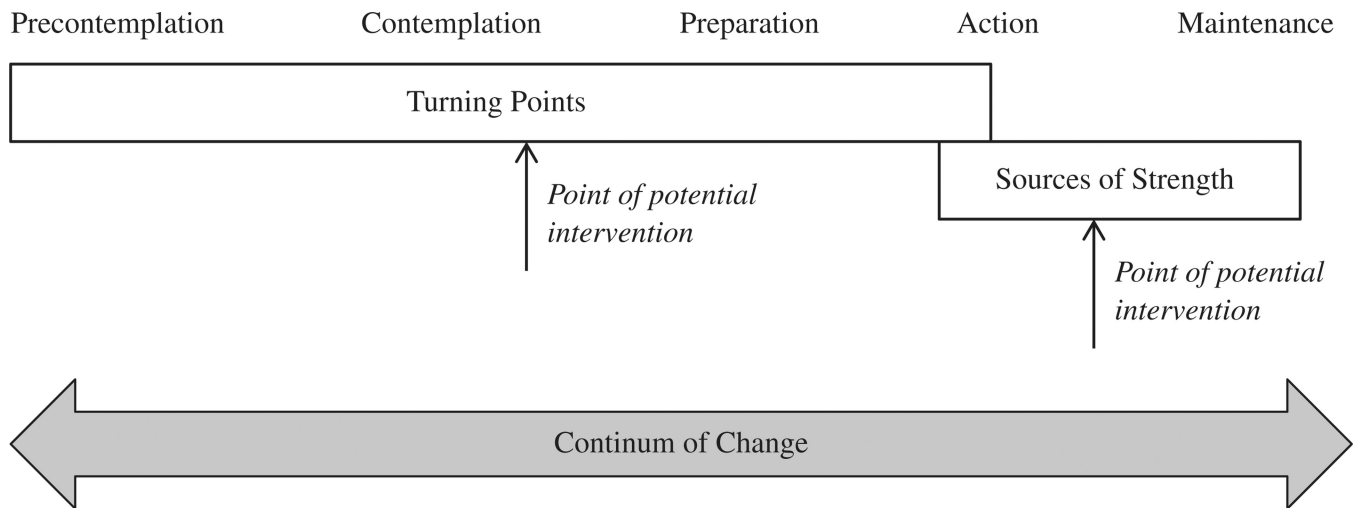 Precontemplation Contemplation Preparation Action Maintenance
Turning Points
Sources of Strength
Point of potential
intervention
Point of potential
intervention
Continum of Change